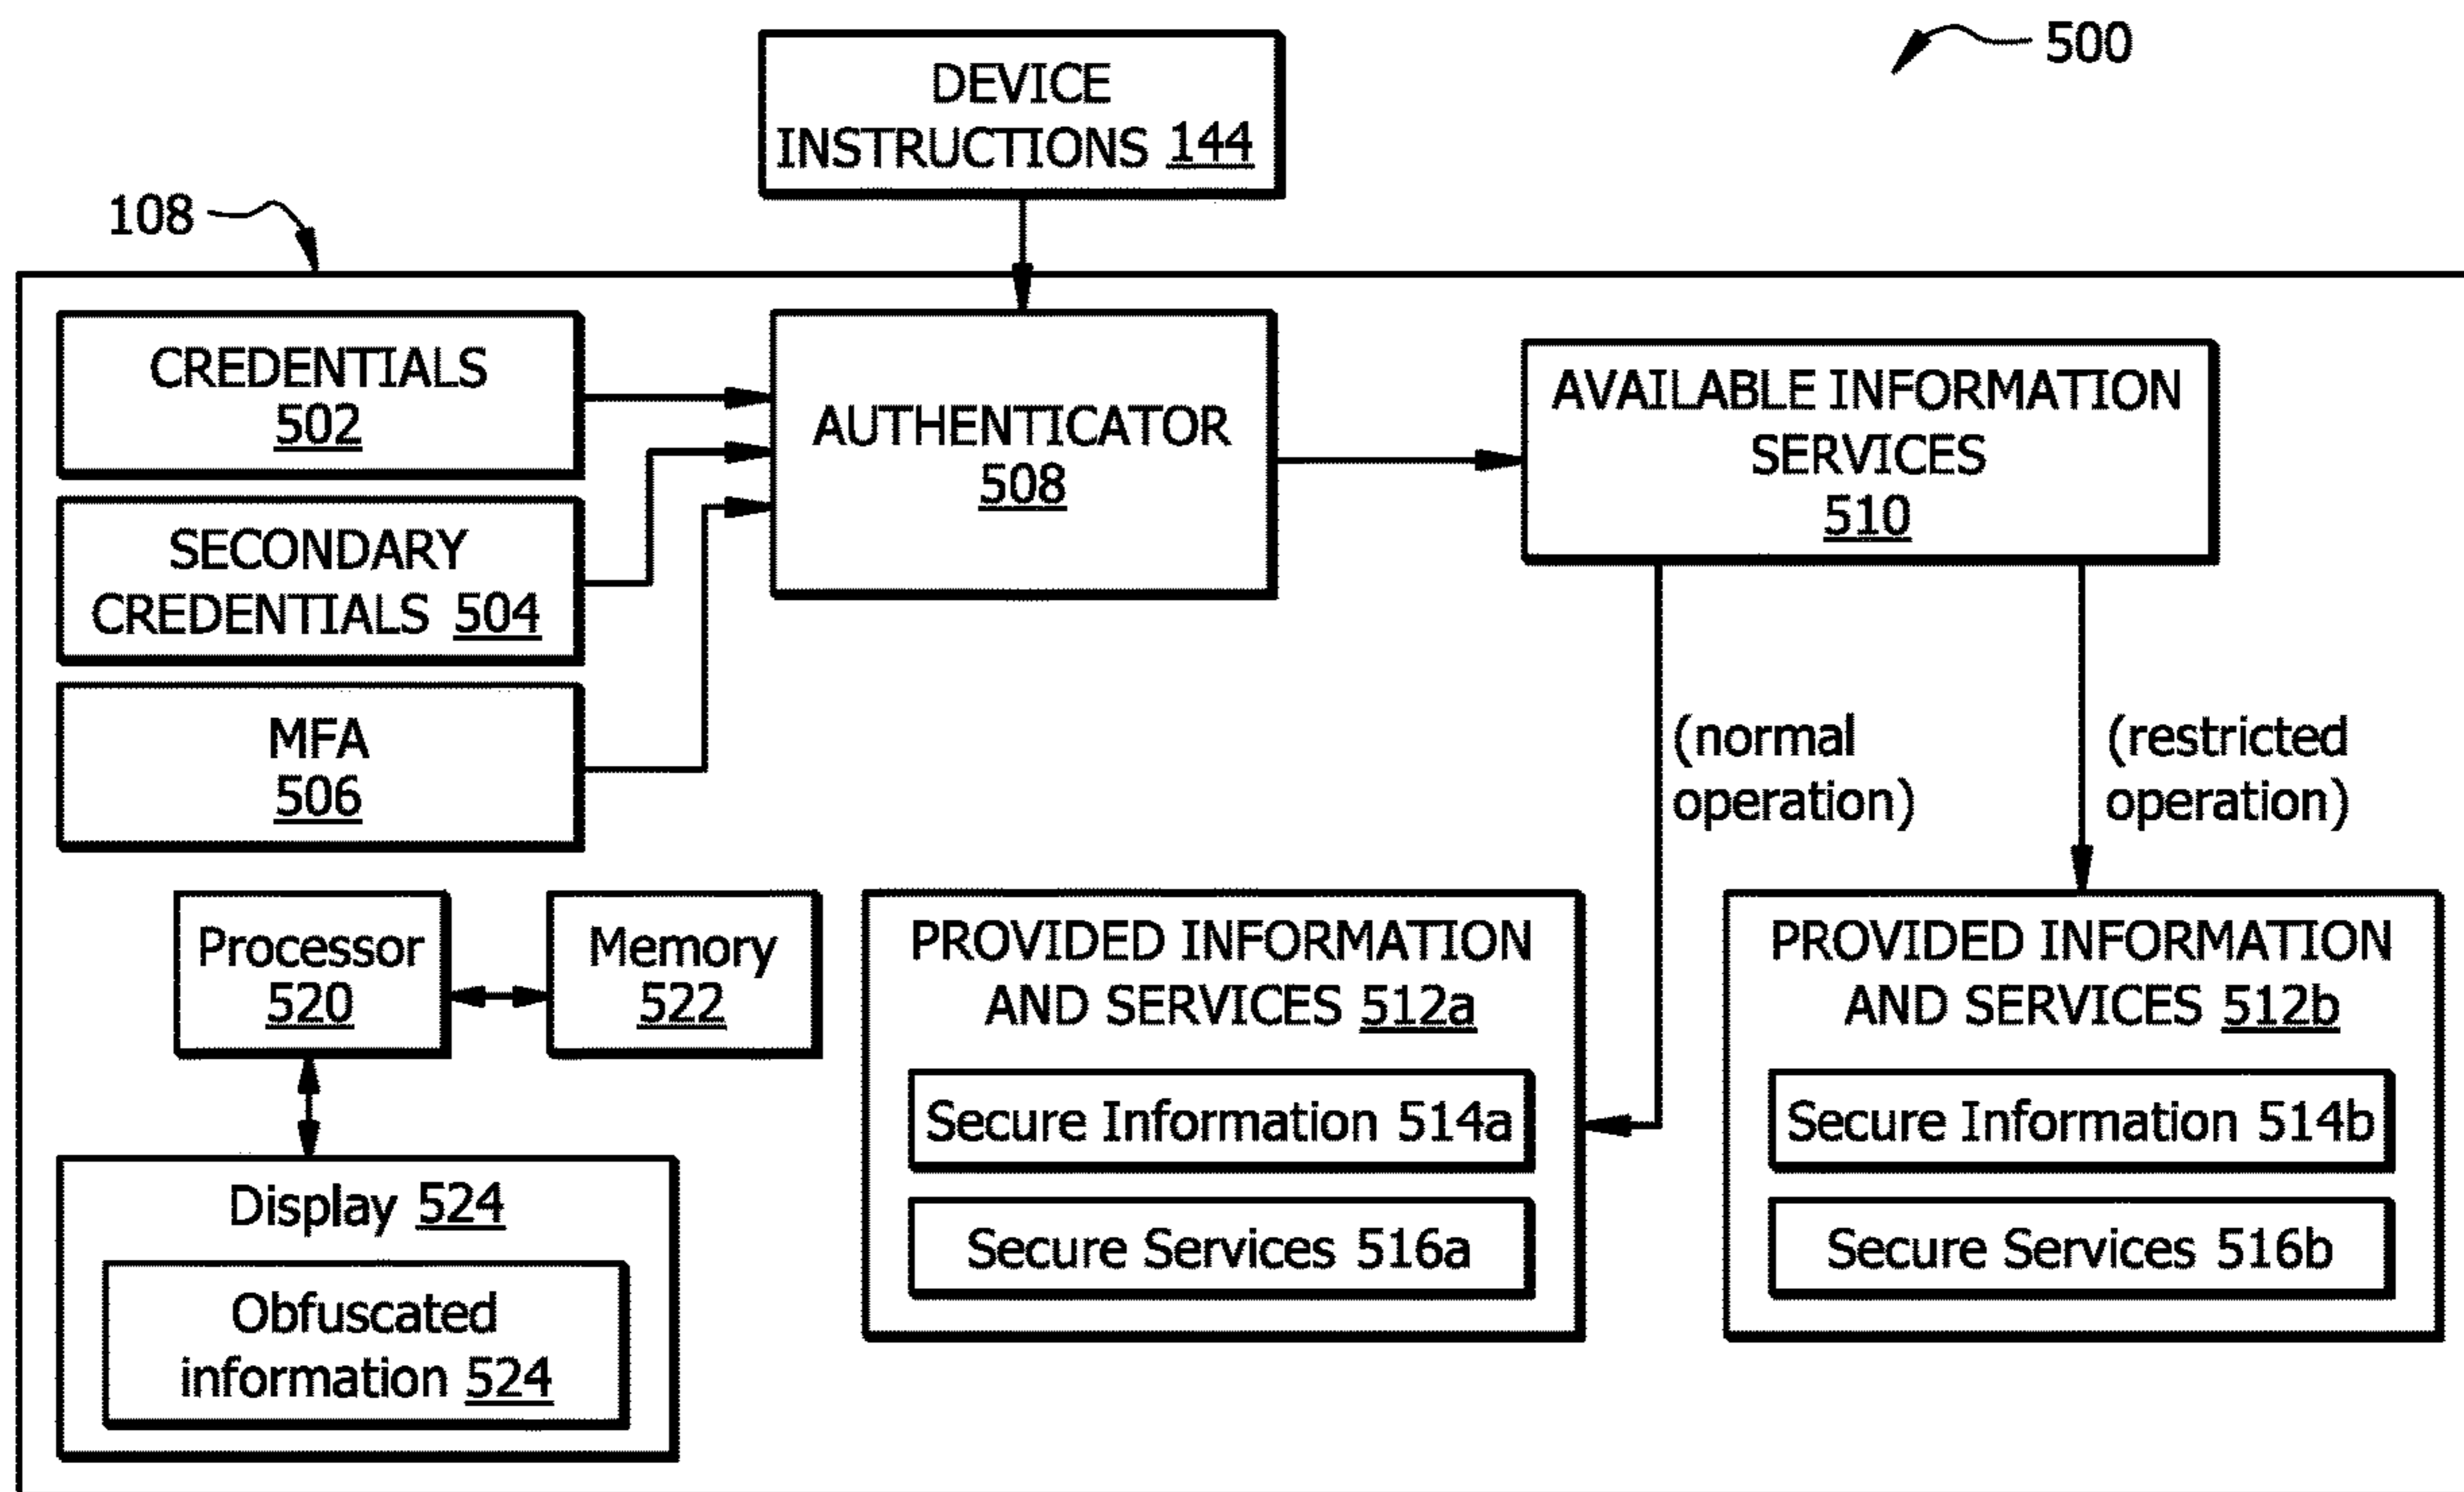 500
DEVICE
INSTRUCTIONS 144
108
CREDENTIALS
502
SECONDARY
CREDENTIALS 504
MFA
506
AUTHENTICATOR
508
AVAILABLE INFORMATION
SERVICES
510
(normal
operation)
(restricted
operation)
Processor
520
Memory
522
Display 524
Obfuscated
information 524
PROVIDED INFORMATION
AND SERVICES 512a
Secure Information 514a
Secure Services 516a
PROVIDED INFORMATION
AND SERVICES 512b
Secure Information 514b
Secure Services 516b